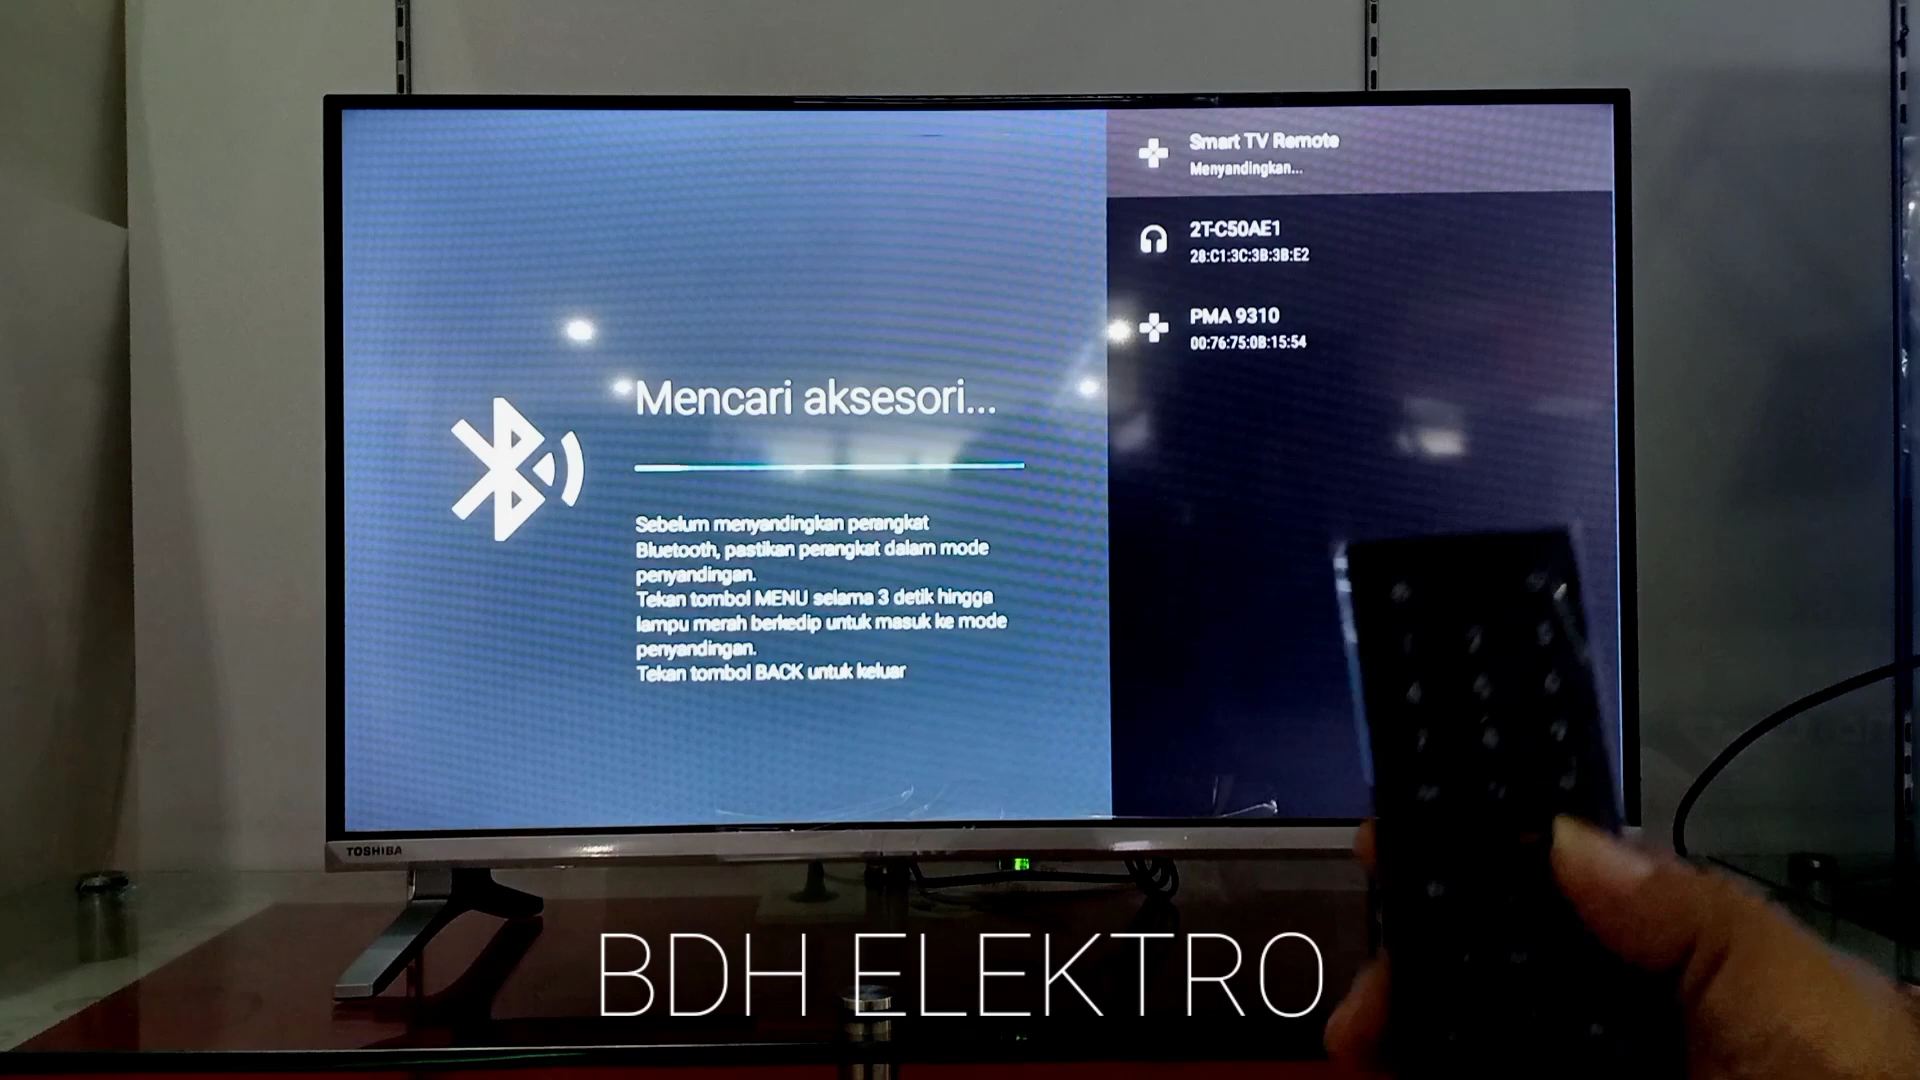 Mencari aksesori...
Sebelum menyandingkan perangkat
Bluetooth, pastikan perangkat dalam mode
penyandingan.
Tekan tombol MENU selama 3 detik hingga
lampu merah berkedip untuk masuk ke mode
penyandingan.
Tekan tombol BACK untuk keluar
Smart TV Remote
Menyandingkan...
2T-C50AE1
28:C1:3C:3B:3B:E2
PMA 9310
00:76:75:0B:15:54
TOSHIBA
BDH ELEKTRO